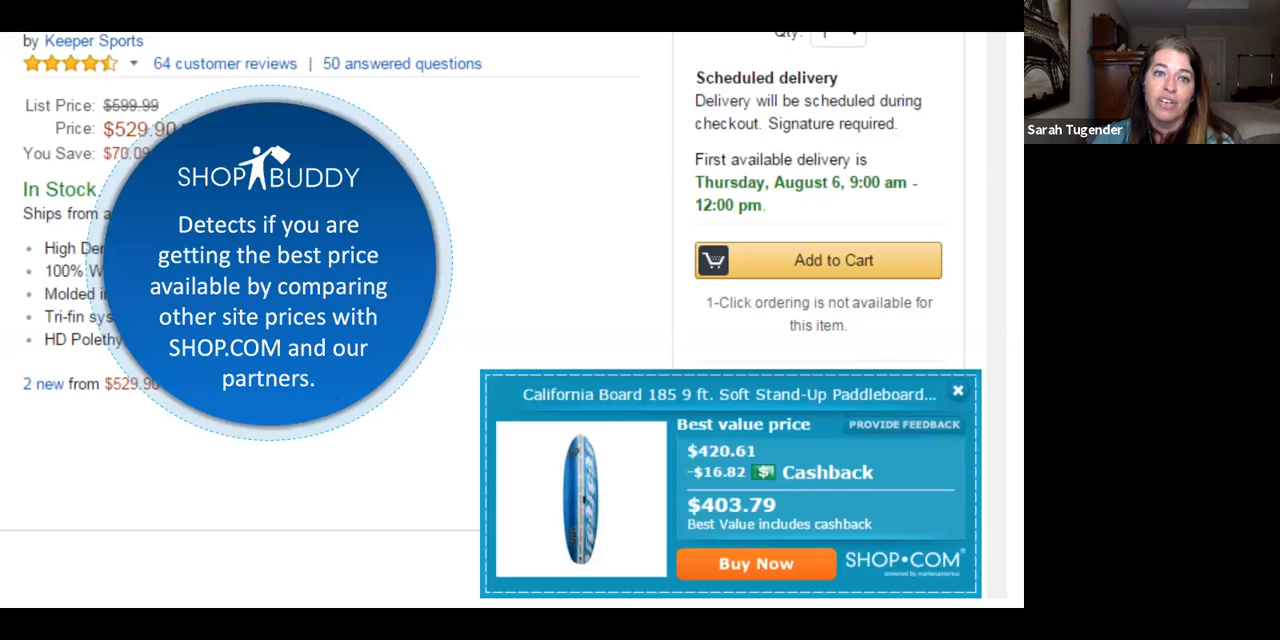 by Keeper Sports
64 customer reviews | 50 answered questions
List Price: $599.99
Price: $529.90
You Save: $70.09
In Stock.
Ships from a
High Der
100% W
Molded i
Tri-fin sys
HD Polethy
2 new from $529.90
SHOP BUDDY
Detects if you are
getting the best price
available by comparing
other site prices with
SHOP.COM and our
partners.
Qty: 1
Scheduled delivery
Delivery will be scheduled during
checkout. Signature required.
First available delivery is
Thursday, August 6, 9:00 am -
12:00 pm.
Add to Cart
1-Click ordering is not available for
this item.
California Board 185 9 ft. Soft Stand-Up Paddleboard...
Best value price
PROVIDE FEEDBACK
$420.61
-$16.82 Cashback
$403.79
Best Value includes cashback
Buy Now
SHOP•COM®
powered by marketamerica
Sarah Tugender